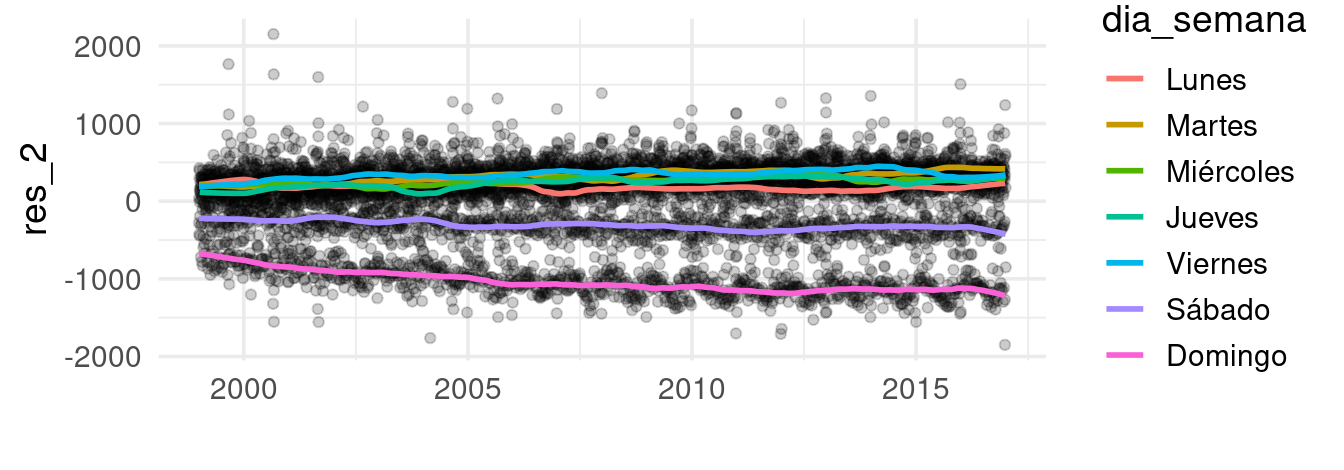 dia_semana
Lunes
Martes
Miércoles
Jueves
Viernes
Sábado
Domingo
res_2
2000
1000
0
-1000
-2000
2000
2005
2010
2015